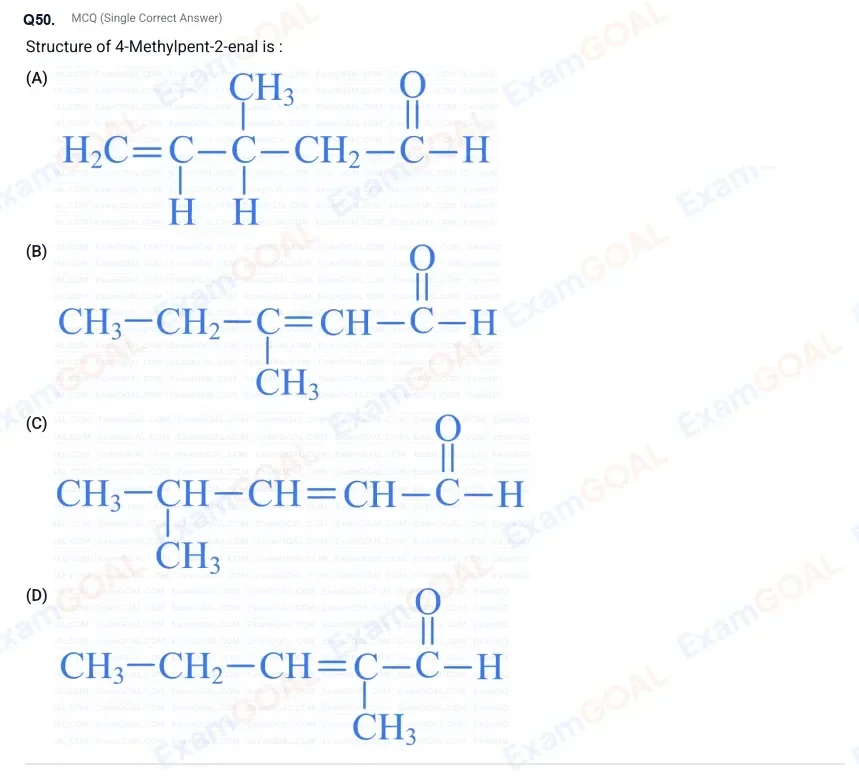 Q50. MCQ (Single Correct Answer)
Structure of 4-Methylpent-2-enal is :
(A)
CH₃ O
H₂C=C–C–CH₂–C–H
H H
(B)
O
CH₃–CH₂–C=CH–C–H
CH₃
(C)
O
CH₃–CH–CH=CH–C–H
CH₃
(D)
O
CH₃–CH₂–CH=C–C–H
CH₃
ExamGOAL